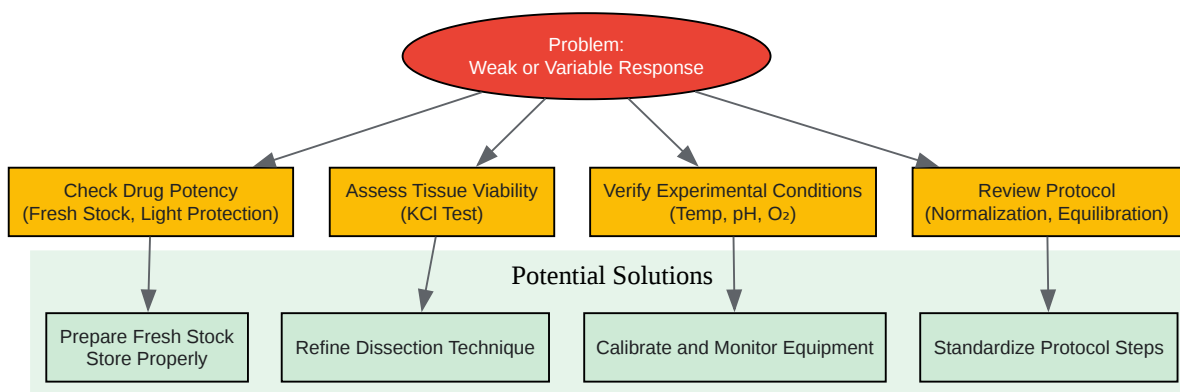 Problem:
Weak or Variable Response
Check Drug Potency
(Fresh Stock, Light Protection)
Assess Tissue Viability
(KCl Test)
Verify Experimental Conditions
(Temp, pH, O₂)
Review Protocol
(Normalization, Equilibration)
Potential Solutions
Prepare Fresh Stock
Store Properly
Refine Dissection Technique
Calibrate and Monitor Equipment
Standardize Protocol Steps